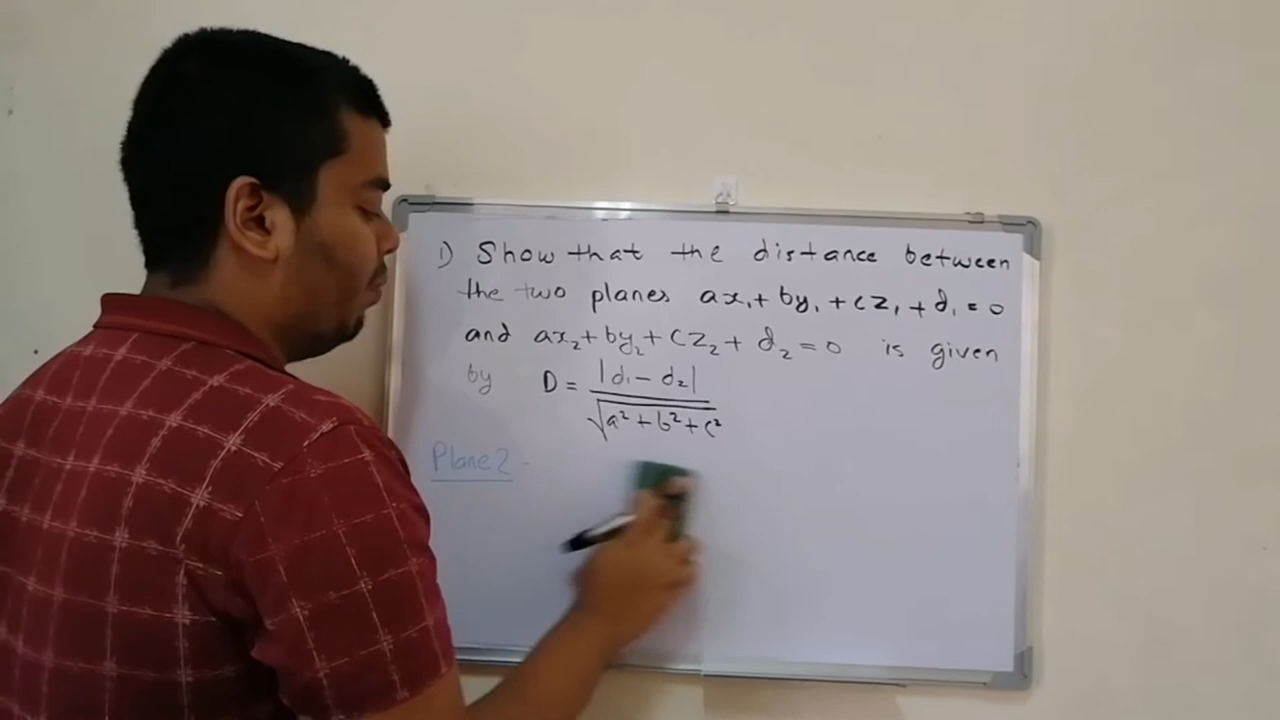 1) Show that the distance between
the two planes ax₁ + by₁ + cz₁ + d₁ = 0
and ax₂ + by₂ + cz₂ + d₂ = 0 is given
by D = |d₁ - d₂| / √a² + b² + c²
Plane 2